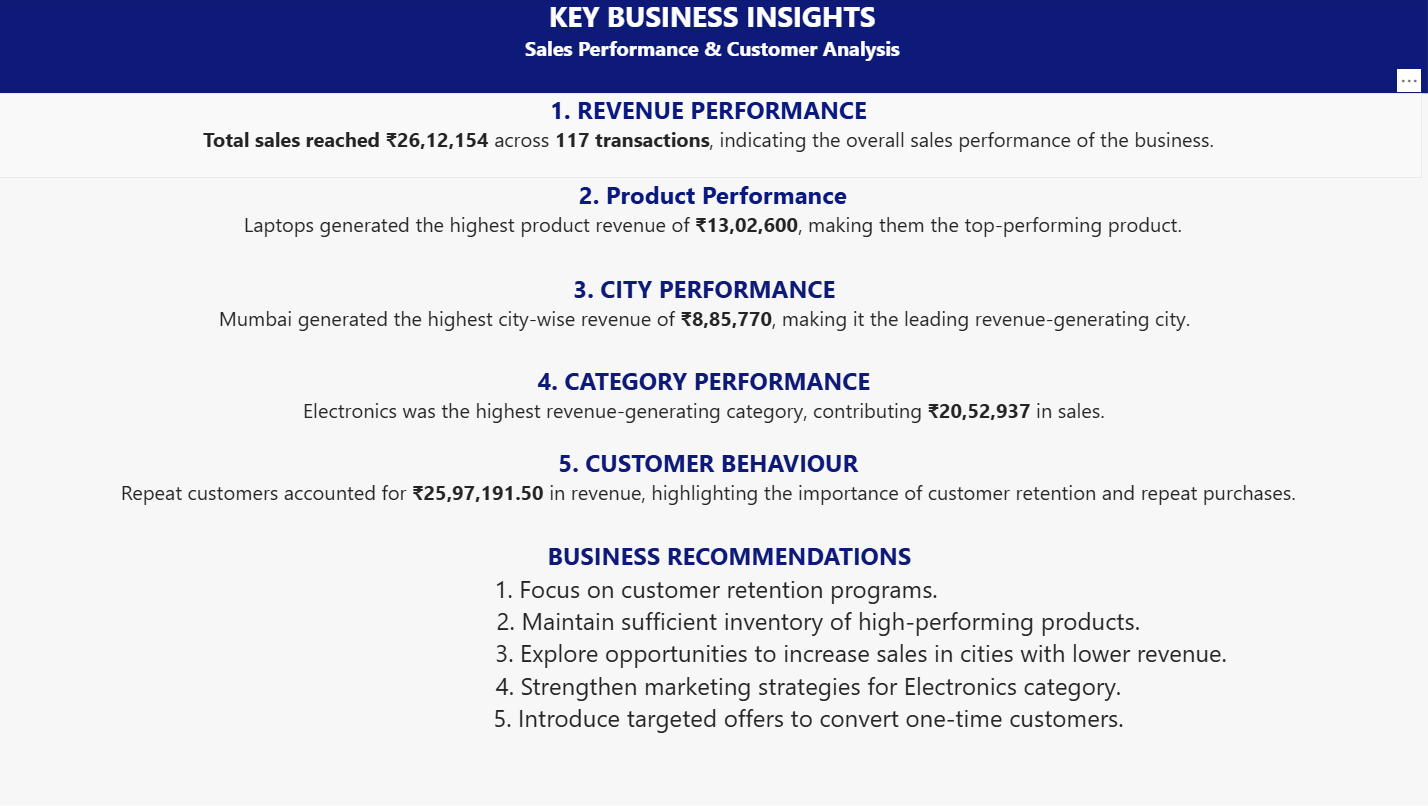 KEY BUSINESS INSIGHTS
Sales Performance & Customer Analysis
1. REVENUE PERFORMANCE
Total sales reached ₹26,12,154 across 117 transactions, indicating the overall sales performance of the business.
2. Product Performance
Laptops generated the highest product revenue of ₹13,02,600, making them the top-performing product.
3. CITY PERFORMANCE
Mumbai generated the highest city-wise revenue of ₹8,85,770, making it the leading revenue-generating city.
4. CATEGORY PERFORMANCE
Electronics was the highest revenue-generating category, contributing ₹20,52,937 in sales.
5. CUSTOMER BEHAVIOUR
Repeat customers accounted for ₹25,97,191.50 in revenue, highlighting the importance of customer retention and repeat purchases.
BUSINESS RECOMMENDATIONS
1. Focus on customer retention programs.
2. Maintain sufficient inventory of high-performing products.
3. Explore opportunities to increase sales in cities with lower revenue.
4. Strengthen marketing strategies for Electronics category.
5. Introduce targeted offers to convert one-time customers.